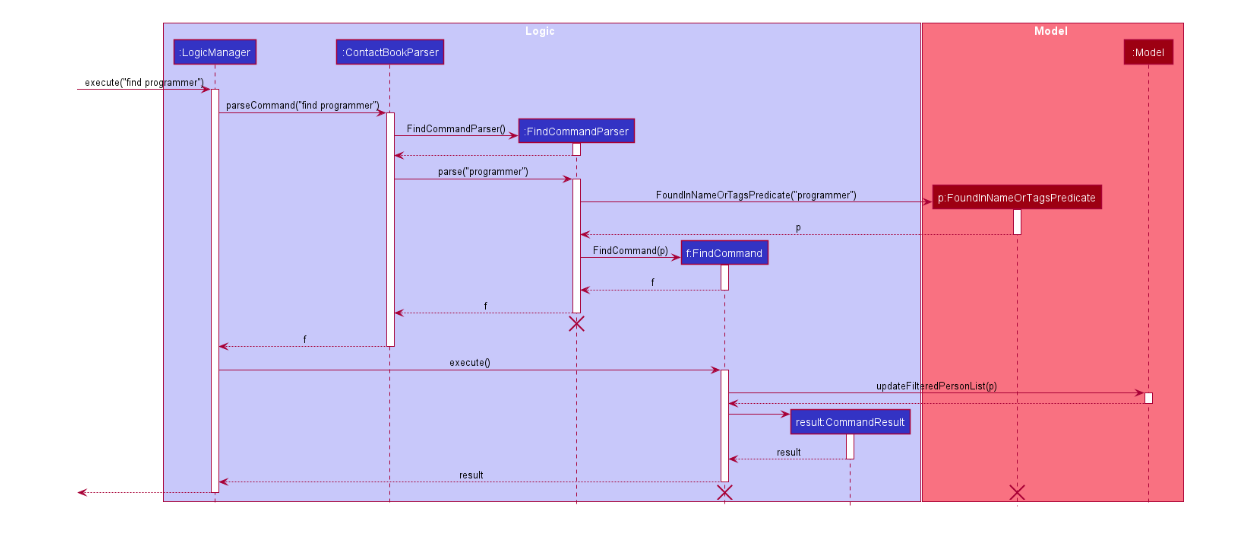 Logic
Model
:LogicManager
:ContactBookParser
:Model
execute("find programmer")
parseCommand("find programmer")
FindCommandParser()
:FindCommandParser
parse("programmer")
FoundInNameOrTagsPredicate("programmer")
p:FoundInNameOrTagsPredicate
p
FindCommand(p)
f:FindCommand
f
f
f
execute()
updateFilteredPersonList(p)
result:CommandResult
result
result